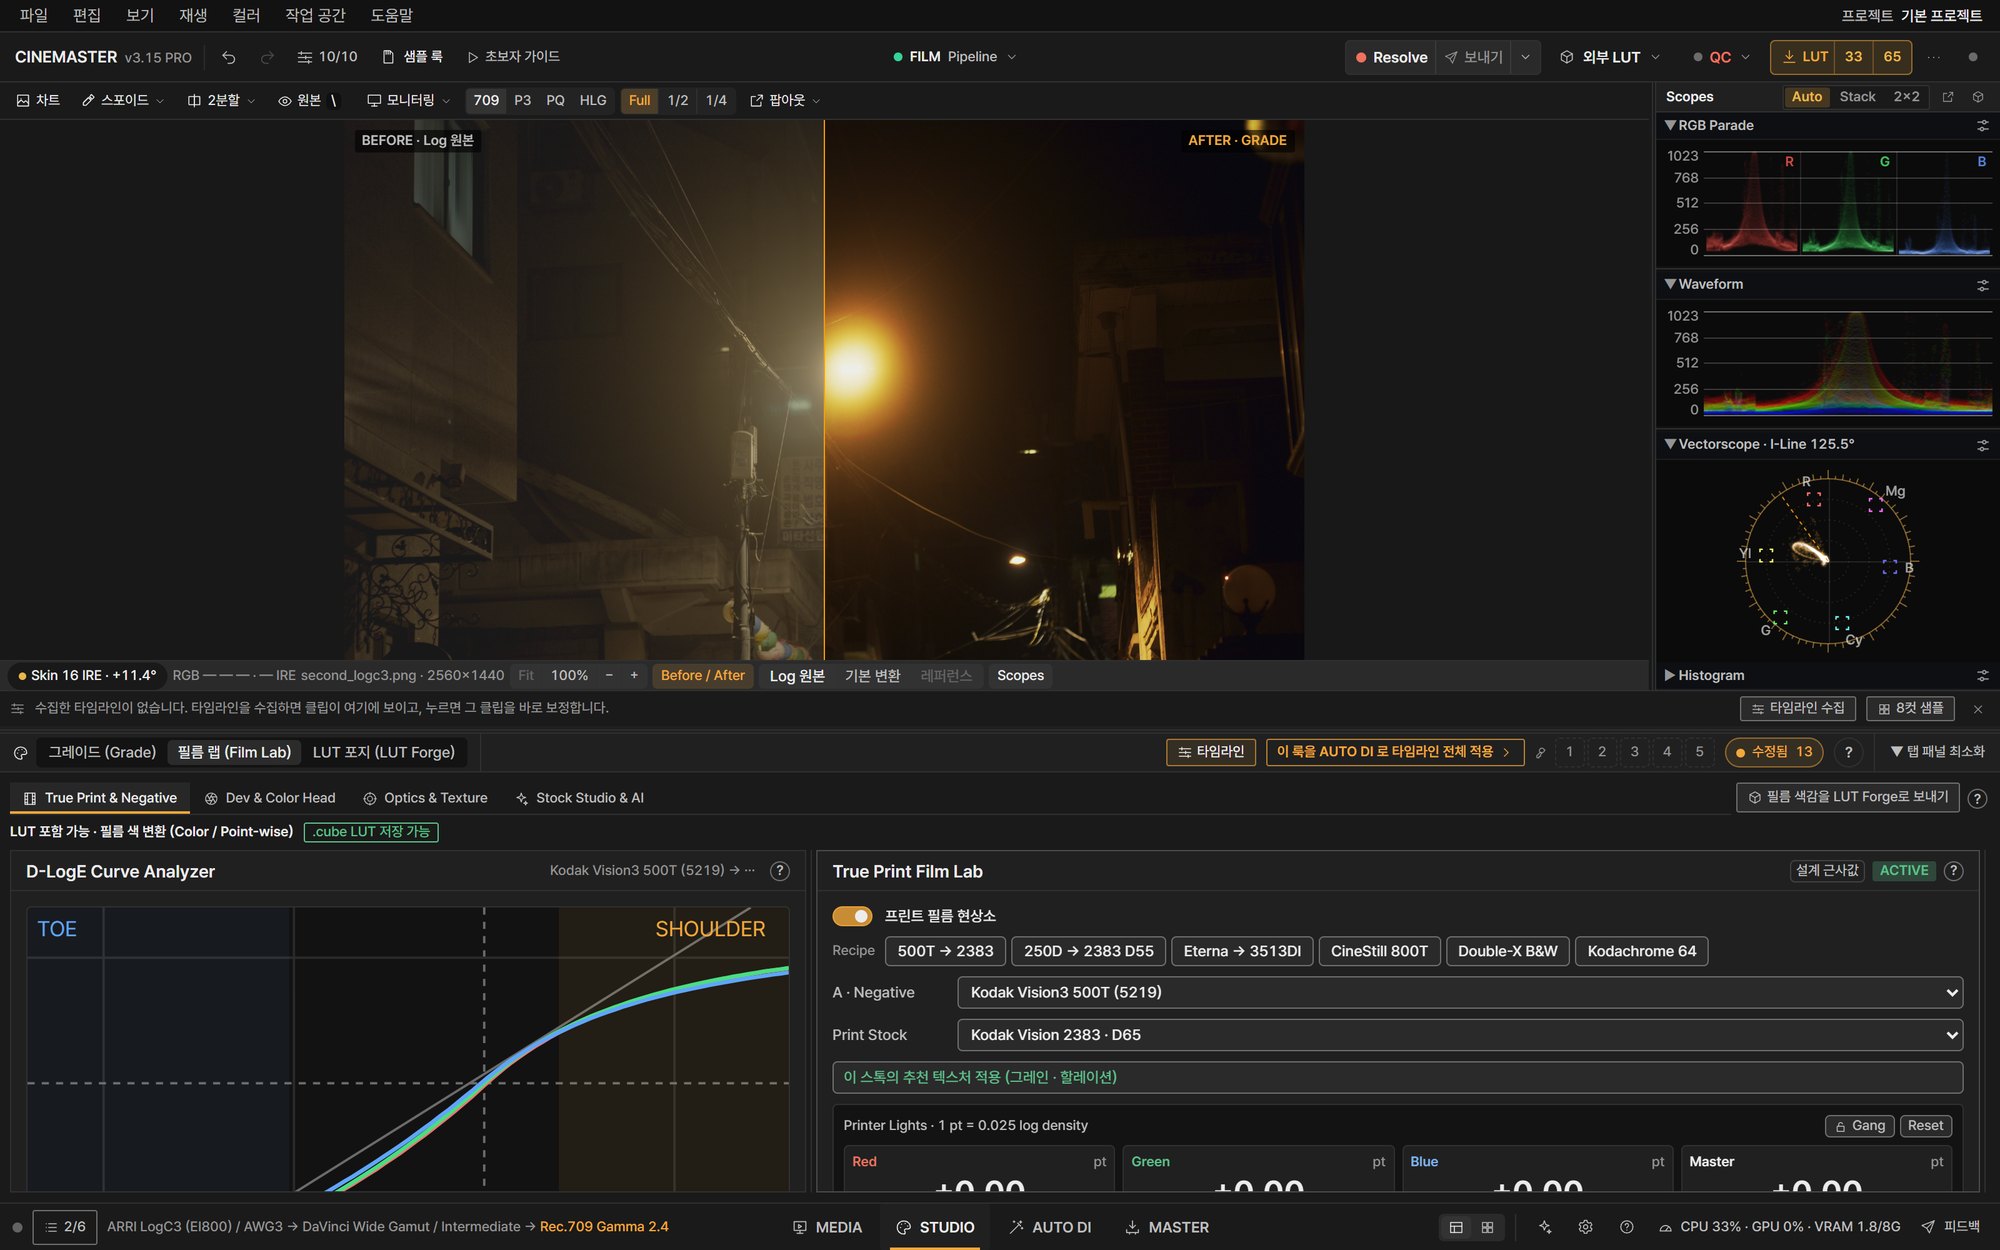 파일 편집 보기 재생 컬러 작업 공간 도움말 프로젝트 기본 프로젝트
CINEMASTER v3.15 PRO 10/10 샘플 룩 초보자 가이드 FILM Pipeline Resolve 보내기 외부 LUT QC LUT 33 65 ...
차트 스포이드 2분할 원본 \ 모니터링 709 P3 PQ HLG Full 1/2 1/4 팝아웃
Scopes Auto Stack 2×2
BEFORE · Log 원본
AFTER · GRADE
▼RGB Parade
1023 R G B
768
512
256
0
▼Waveform
1023
768
512
256
0
▼Vectorscope · I-Line 125.5°
R
Mg
Yl
B
G
Cy
▶Histogram
Skin 16 IRE · +11.4° RGB — — — · — IRE second_logc3.png · 2560×1440 Fit 100% − + Before / After Log 원본 기본 변환 레퍼런스 Scopes
수집한 타임라인이 없습니다. 타임라인을 수집하면 클립이 여기에 보이고, 누르면 그 클립을 바로 보정합니다. 타임라인 수집 8컷 샘플 ×
그레이드 (Grade) 필름 랩 (Film Lab) LUT 포지 (LUT Forge) 타임라인 이 룩을 AUTO DI 로 타임라인 전체 적용 1 2 3 4 5 수정됨 13 ? ▼ 탭 패널 최소화
True Print & Negative Dev & Color Head Optics & Texture Stock Studio & AI 필름 색감을 LUT Forge로 보내기 ?
LUT 포함 가능 · 필름 색 변환 (Color / Point-wise) .cube LUT 저장 가능
D-LogE Curve Analyzer Kodak Vision3 500T (5219) → ··· ?
TOE SHOULDER
True Print Film Lab 설계 근사값 ACTIVE ?
프린트 필름 현상소
Recipe 500T → 2383 250D → 2383 D55 Eterna → 3513DI CineStill 800T Double-X B&W Kodachrome 64
A · Negative Kodak Vision3 500T (5219)
Print Stock Kodak Vision 2383 · D65
이 스톡의 추천 텍스처 적용 (그레인 · 할레이션)
Printer Lights · 1 pt = 0.025 log density Gang Reset
Red pt Green pt Blue pt Master pt
+0.00 +0.00 +0.00 +0.00
2/6 ARRI LogC3 (EI800) / AWG3 → DaVinci Wide Gamut / Intermediate → Rec.709 Gamma 2.4 MEDIA STUDIO AUTO DI MASTER CPU 33% · GPU 0% · VRAM 1.8/8G 피드백